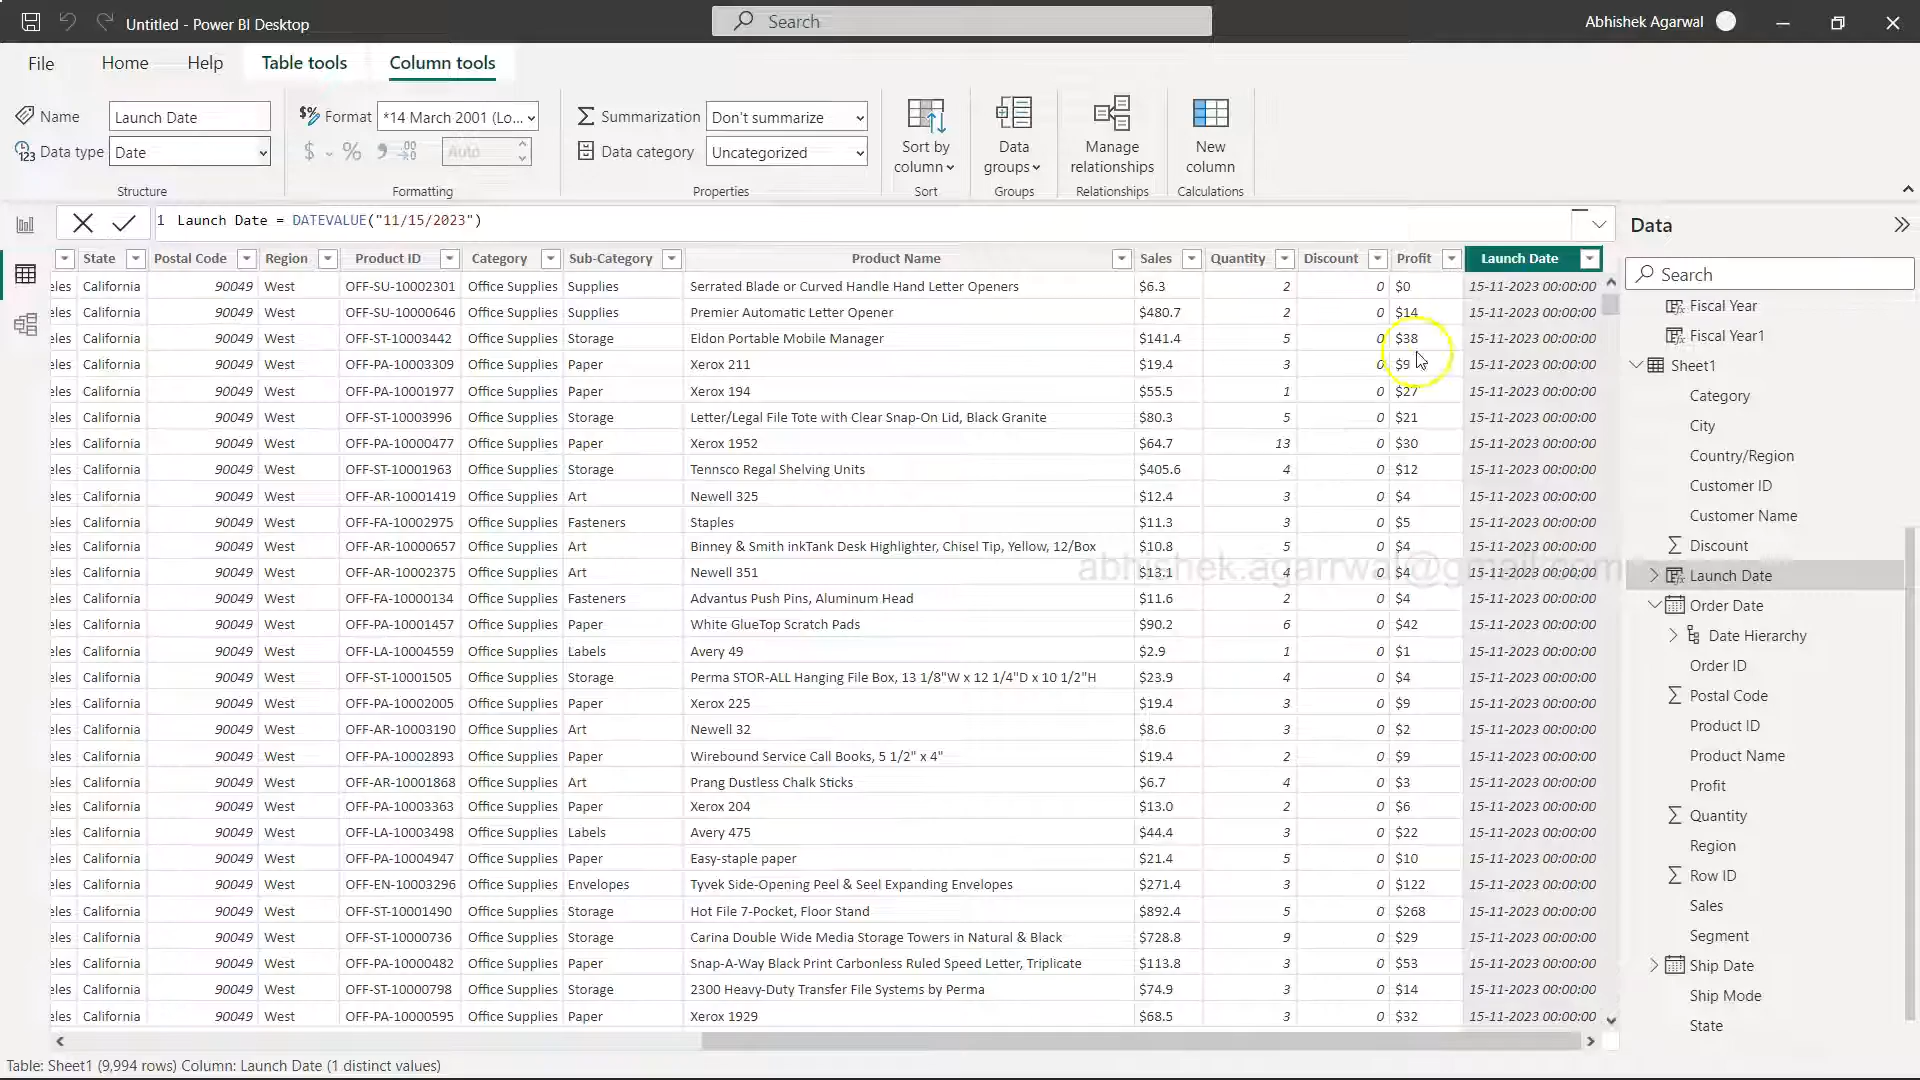 Untitled - Power BI Desktop
Search
Abhishek Agarwal
File Home Help Table tools Column tools
Name Launch Date
Data type Date
Structure
Format *14 March 2001 (Lo...
$ % Auto
Formatting
Summarization Don't summarize
Data category Uncategorized
Properties
Sort by column
Sort
Data groups
Groups
Manage relationships
Relationships
New column
Calculations
1 Launch Date = DATEVALUE("11/15/2023")
State Postal Code Region Product ID Category Sub-Category Product Name Sales Quantity Discount Profit Launch Date
eles California 90049 West OFF-SU-10002301 Office Supplies Supplies Serrated Blade or Curved Handle Hand Letter Openers $6.3 2 0 $0 15-11-2023 00:00:00
eles California 90049 West OFF-SU-10000646 Office Supplies Supplies Premier Automatic Letter Opener $480.7 2 0 $14 15-11-2023 00:00:00
eles California 90049 West OFF-ST-10003442 Office Supplies Storage Eldon Portable Mobile Manager $141.4 5 0 $38 15-11-2023 00:00:00
eles California 90049 West OFF-PA-10003309 Office Supplies Paper Xerox 211 $19.4 3 0 $9 15-11-2023 00:00:00
eles California 90049 West OFF-PA-10001977 Office Supplies Paper Xerox 194 $55.5 1 0 $27 15-11-2023 00:00:00
eles California 90049 West OFF-ST-10003996 Office Supplies Storage Letter/Legal File Tote with Clear Snap-On Lid, Black Granite $80.3 5 0 $21 15-11-2023 00:00:00
eles California 90049 West OFF-PA-10000477 Office Supplies Paper Xerox 1952 $64.7 13 0 $30 15-11-2023 00:00:00
eles California 90049 West OFF-ST-10001963 Office Supplies Storage Tennsco Regal Shelving Units $405.6 4 0 $12 15-11-2023 00:00:00
eles California 90049 West OFF-AR-10001419 Office Supplies Art Newell 325 $12.4 3 0 $4 15-11-2023 00:00:00
eles California 90049 West OFF-FA-10002975 Office Supplies Fasteners Staples $11.3 3 0 $5 15-11-2023 00:00:00
eles California 90049 West OFF-AR-10000657 Office Supplies Art Binney & Smith inkTank Desk Highlighter, Chisel Tip, Yellow, 12/Box $10.8 5 0 $4 15-11-2023 00:00:00
eles California 90049 West OFF-AR-10002375 Office Supplies Art Newell 351 $13.1 4 0 $4 15-11-2023 00:00:00
abhishek.agarrwal@gmail.com
eles California 90049 West OFF-FA-10000134 Office Supplies Fasteners Advantus Push Pins, Aluminum Head $11.6 2 0 $4 15-11-2023 00:00:00
eles California 90049 West OFF-PA-10001457 Office Supplies Paper White GlueTop Scratch Pads $90.2 6 0 $42 15-11-2023 00:00:00
eles California 90049 West OFF-LA-10004559 Office Supplies Labels Avery 49 $2.9 1 0 $1 15-11-2023 00:00:00
eles California 90049 West OFF-ST-10001505 Office Supplies Storage Perma STOR-ALL Hanging File Box, 13 1/8"W x 12 1/4"D x 10 1/2"H $23.9 4 0 $4 15-11-2023 00:00:00
eles California 90049 West OFF-PA-10002005 Office Supplies Paper Xerox 225 $19.4 3 0 $9 15-11-2023 00:00:00
eles California 90049 West OFF-AR-10003190 Office Supplies Art Newell 32 $8.6 3 0 $2 15-11-2023 00:00:00
eles California 90049 West OFF-PA-10002893 Office Supplies Paper Wirebound Service Call Books, 5 1/2" x 4" $19.4 2 0 $9 15-11-2023 00:00:00
eles California 90049 West OFF-AR-10001868 Office Supplies Art Prang Dustless Chalk Sticks $6.7 4 0 $3 15-11-2023 00:00:00
eles California 90049 West OFF-PA-10003363 Office Supplies Paper Xerox 204 $13.0 2 0 $6 15-11-2023 00:00:00
eles California 90049 West OFF-LA-10003498 Office Supplies Labels Avery 475 $44.4 3 0 $22 15-11-2023 00:00:00
eles California 90049 West OFF-PA-10004947 Office Supplies Paper Easy-staple paper $21.4 5 0 $10 15-11-2023 00:00:00
eles California 90049 West OFF-EN-10003296 Office Supplies Envelopes Tyvek Side-Opening Peel & Seel Expanding Envelopes $271.4 3 0 $122 15-11-2023 00:00:00
eles California 90049 West OFF-ST-10001490 Office Supplies Storage Hot File 7-Pocket, Floor Stand $892.4 5 0 $268 15-11-2023 00:00:00
eles California 90049 West OFF-ST-10000736 Office Supplies Storage Carina Double Wide Media Storage Towers in Natural & Black $728.8 9 0 $29 15-11-2023 00:00:00
eles California 90049 West OFF-PA-10000482 Office Supplies Paper Snap-A-Way Black Print Carbonless Ruled Speed Letter, Triplicate $113.8 3 0 $53 15-11-2023 00:00:00
eles California 90049 West OFF-ST-10000798 Office Supplies Storage 2300 Heavy-Duty Transfer File Systems by Perma $74.9 3 0 $14 15-11-2023 00:00:00
eles California 90049 West OFF-PA-10000595 Office Supplies Paper Xerox 1929 $68.5 3 0 $32 15-11-2023 00:00:00
Table: Sheet1 (9,994 rows) Column: Launch Date (1 distinct values)
Data
Search
Fiscal Year
Fiscal Year1
Sheet1
Category
City
Country/Region
Customer ID
Customer Name
Discount
Launch Date
Order Date
Date Hierarchy
Order ID
Postal Code
Product ID
Product Name
Profit
Quantity
Region
Row ID
Sales
Segment
Ship Date
Ship Mode
State